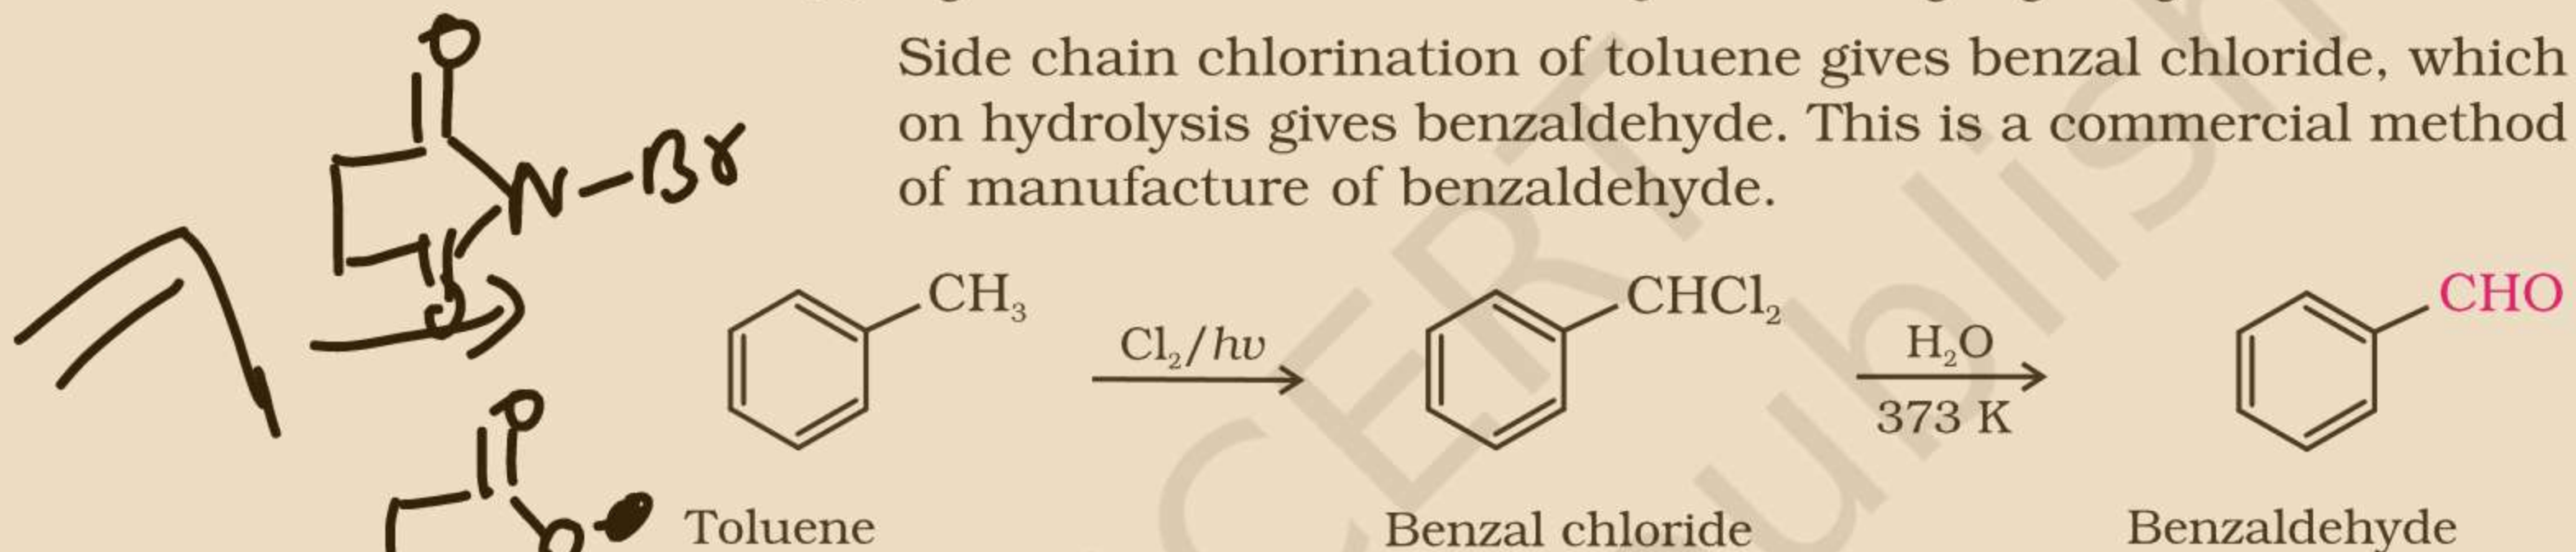 Side chain chlorination of toluene gives benzal chloride, which
on hydrolysis gives benzaldehyde. This is a commercial method
of manufacture of benzaldehyde.
O
N-Br
O
CH₃
Cl₂/hν
CHCl₂
H₂O
373 K
CHO
O
Toluene
Benzal chloride
Benzaldehyde